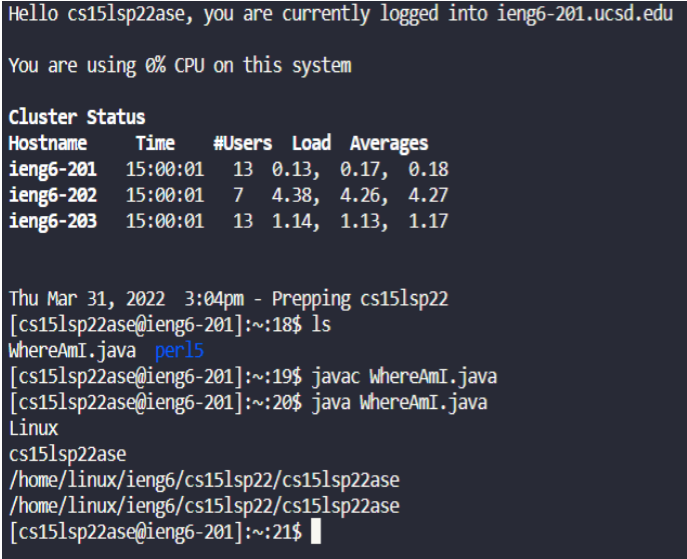 Hello cs15lsp22ase, you are currently logged into ieng6-201.ucsd.edu
You are using 0% CPU on this system
Cluster Status
Hostname Time #Users Load Averages
ieng6-201 15:00:01 13 0.13, 0.17, 0.18
ieng6-202 15:00:01 7 4.38, 4.26, 4.27
ieng6-203 15:00:01 13 1.14, 1.13, 1.17
Thu Mar 31, 2022 3:04pm - Prepping cs15lsp22
[cs15lsp22ase@ieng6-201]:~:18$ ls
WhereAmI.java perl5
[cs15lsp22ase@ieng6-201]:~:19$ javac WhereAmI.java
[cs15lsp22ase@ieng6-201]:~:20$ java WhereAmI.java
Linux
cs15lsp22ase
/home/linux/ieng6/cs15lsp22/cs15lsp22ase
/home/linux/ieng6/cs15lsp22/cs15lsp22ase
[cs15lsp22ase@ieng6-201]:~:21$